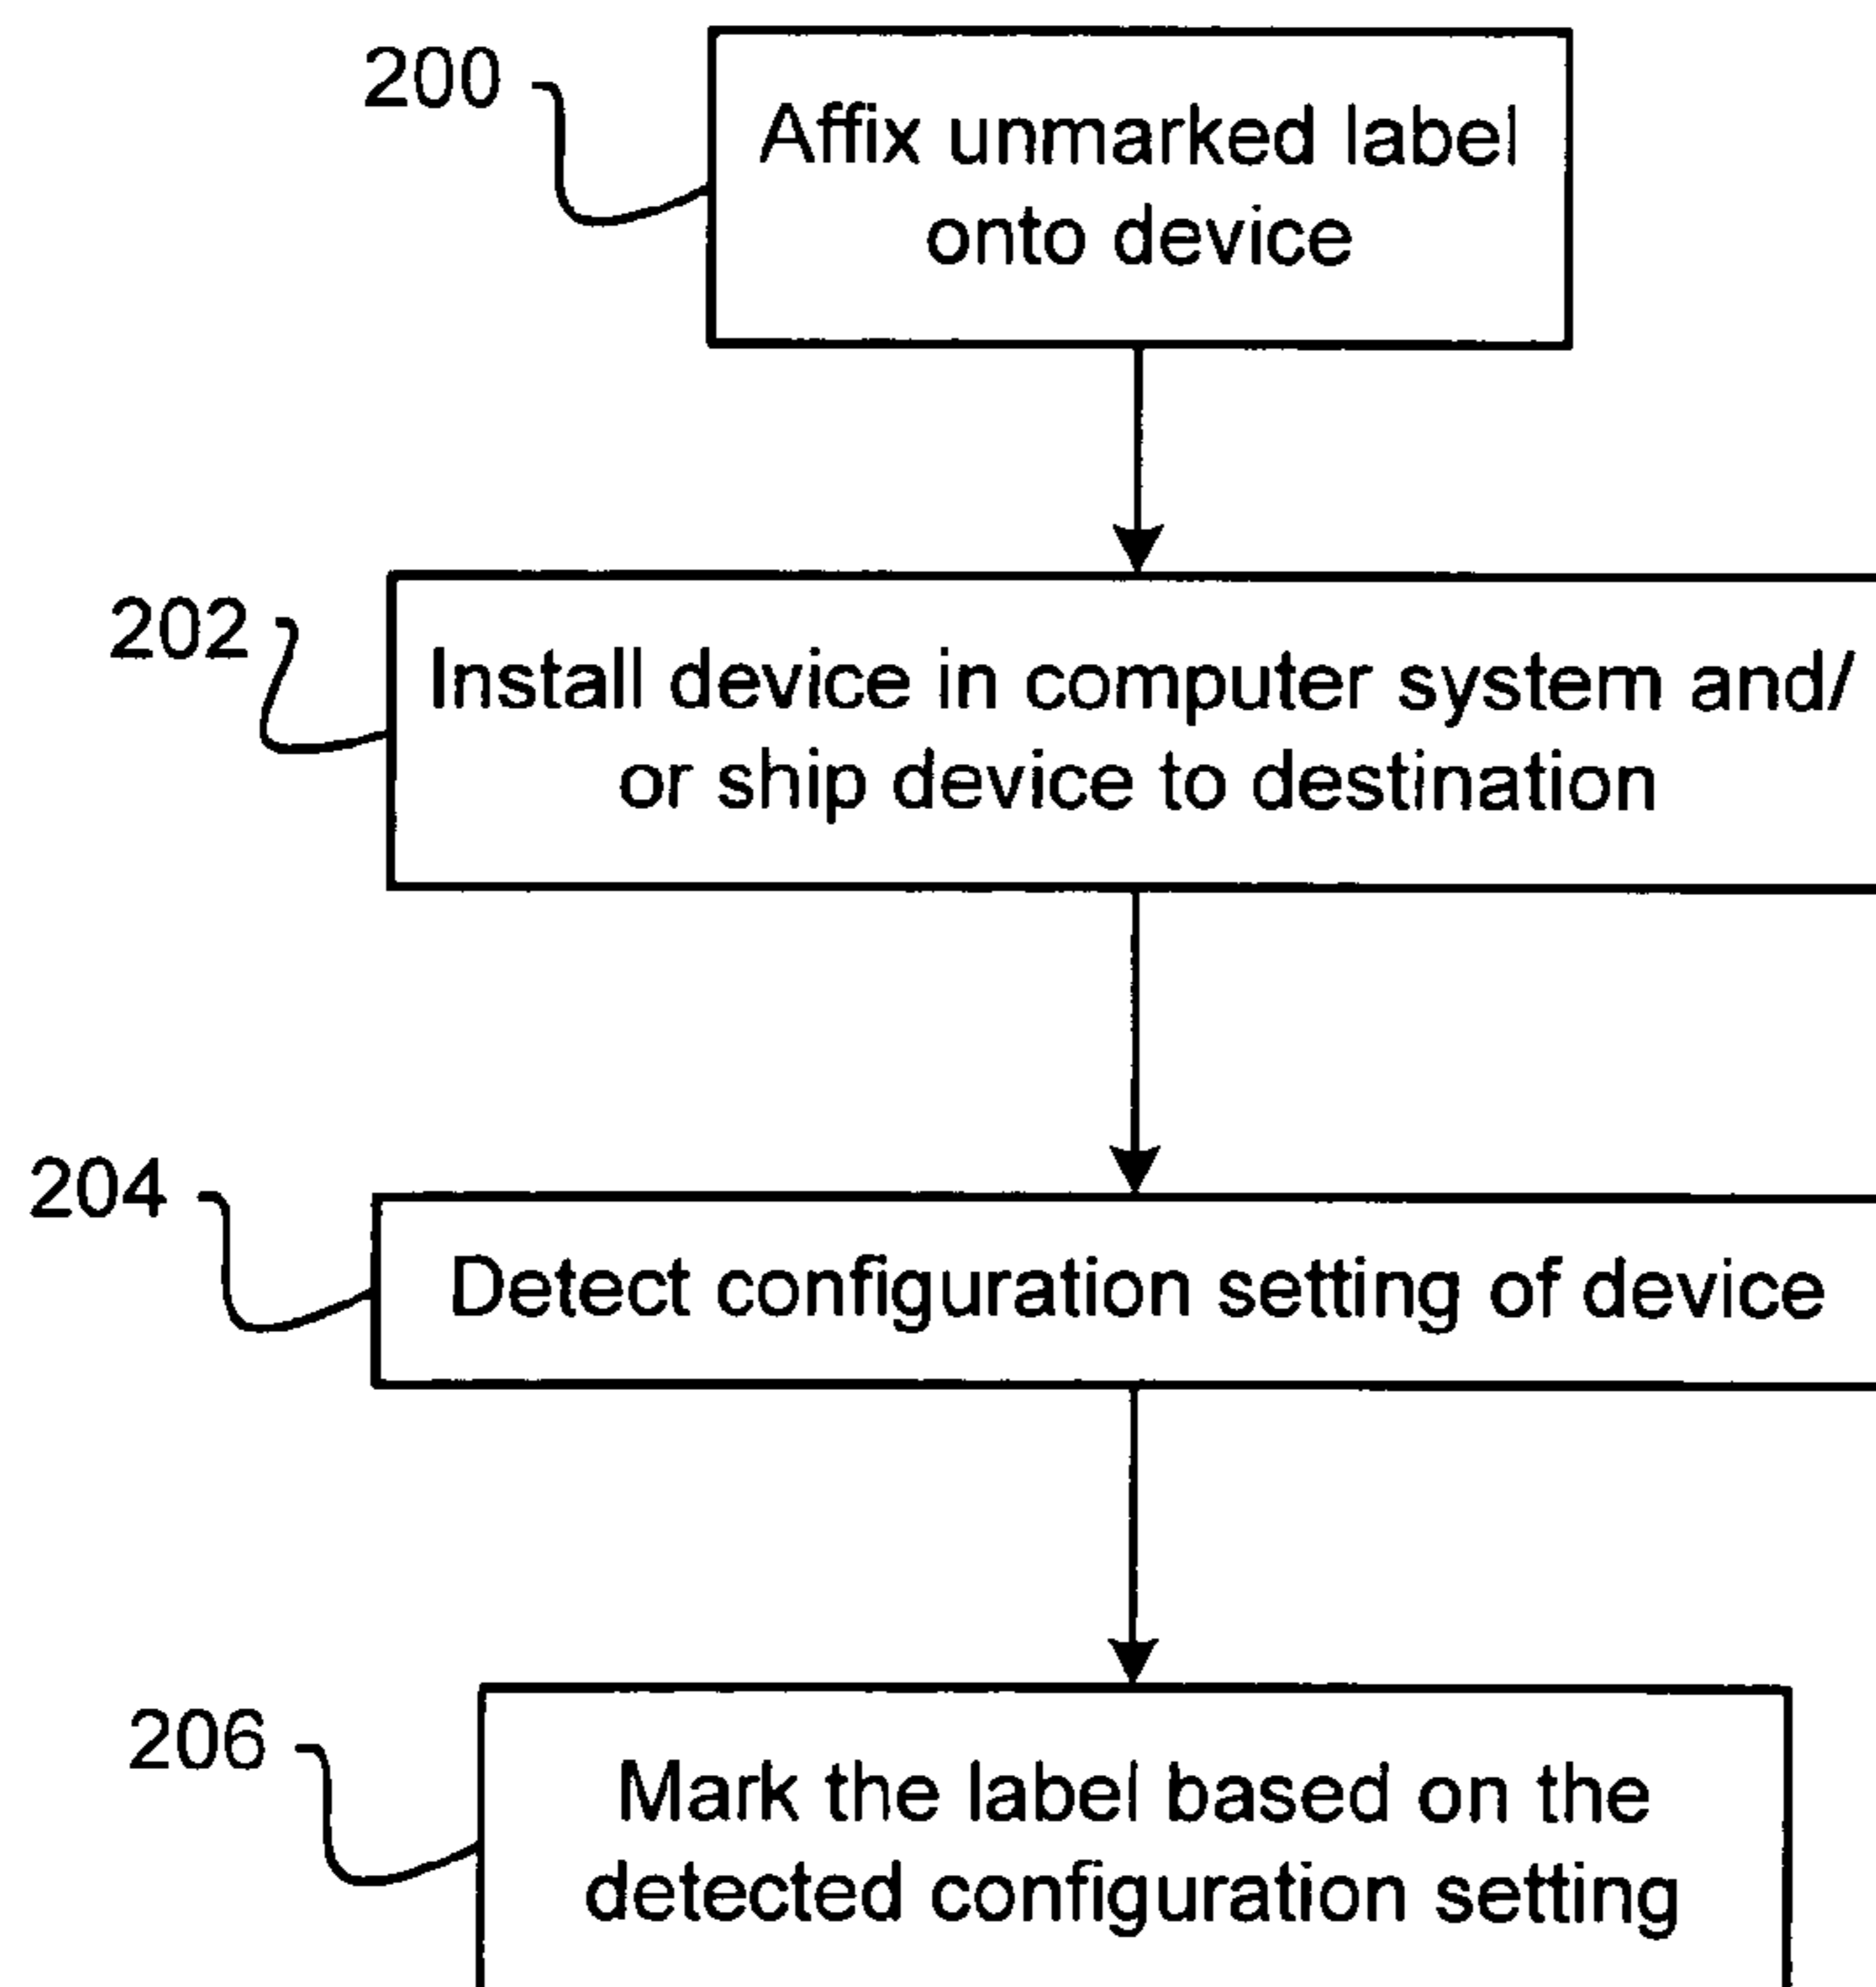 200
Affix unmarked label
onto device
202
Install device in computer system and/
or ship device to destination
204
Detect configuration setting of device
206
Mark the label based on the
detected configuration setting